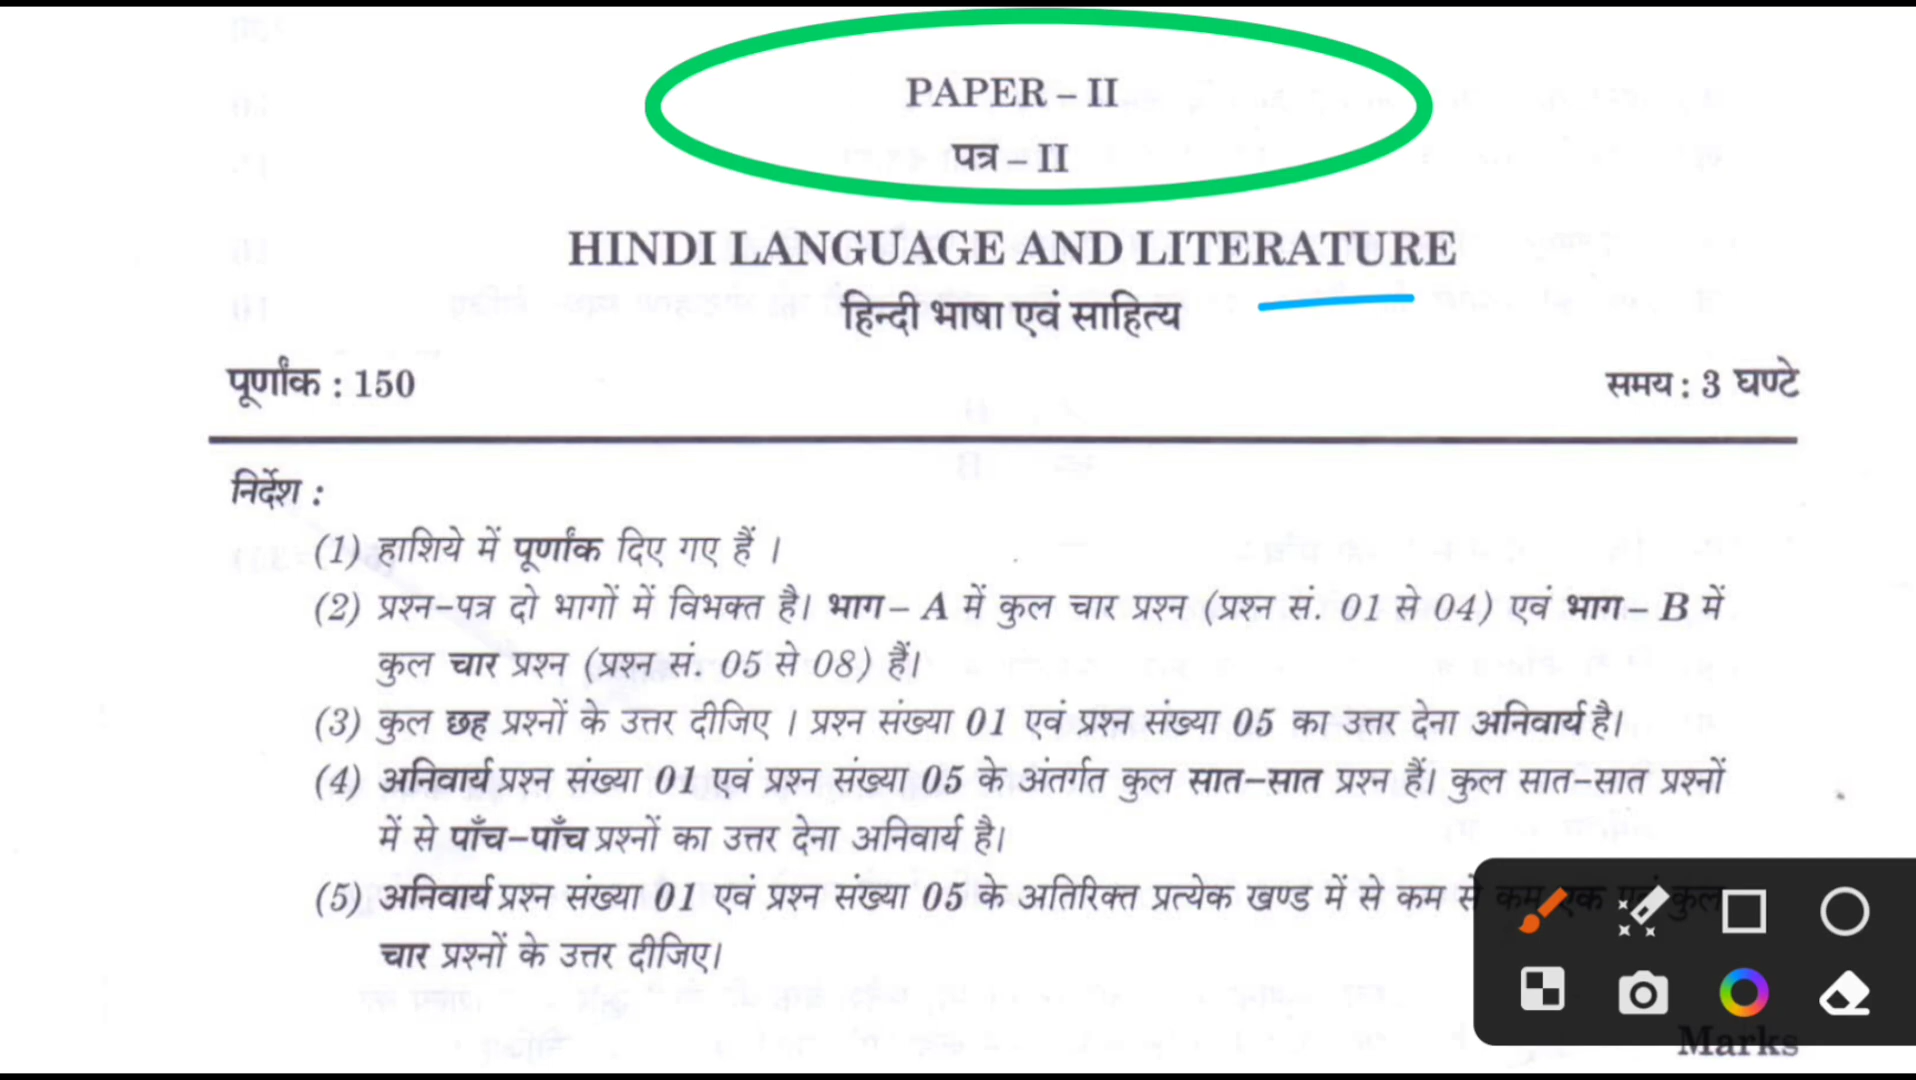 PAPER – II
पत्र – II
HINDI LANGUAGE AND LITERATURE
हिन्दी भाषा एवं साहित्य
पूर्णांक : 150
समय : 3 घण्टे
निर्देश :
(1) हाशिये में पूर्णांक दिए गए हैं ।
(2) प्रश्न–पत्र दो भागों में विभक्त है। भाग – A में कुल चार प्रश्न (प्रश्न सं. 01 से 04) एवं भाग – B में
कुल चार प्रश्न (प्रश्न सं. 05 से 08) हैं।
(3) कुल छह प्रश्नों के उत्तर दीजिए । प्रश्न संख्या 01 एवं प्रश्न संख्या 05 का उत्तर देना अनिवार्य है।
(4) अनिवार्य प्रश्न संख्या 01 एवं प्रश्न संख्या 05 के अंतर्गत कुल सात–सात प्रश्न हैं। कुल सात–सात प्रश्नों
में से पाँच–पाँच प्रश्नों का उत्तर देना अनिवार्य है।
(5) अनिवार्य प्रश्न संख्या 01 एवं प्रश्न संख्या 05 के अतिरिक्त प्रत्येक खण्ड में से कम से कम एक एवं कुल
चार प्रश्नों के उत्तर दीजिए।
Marks